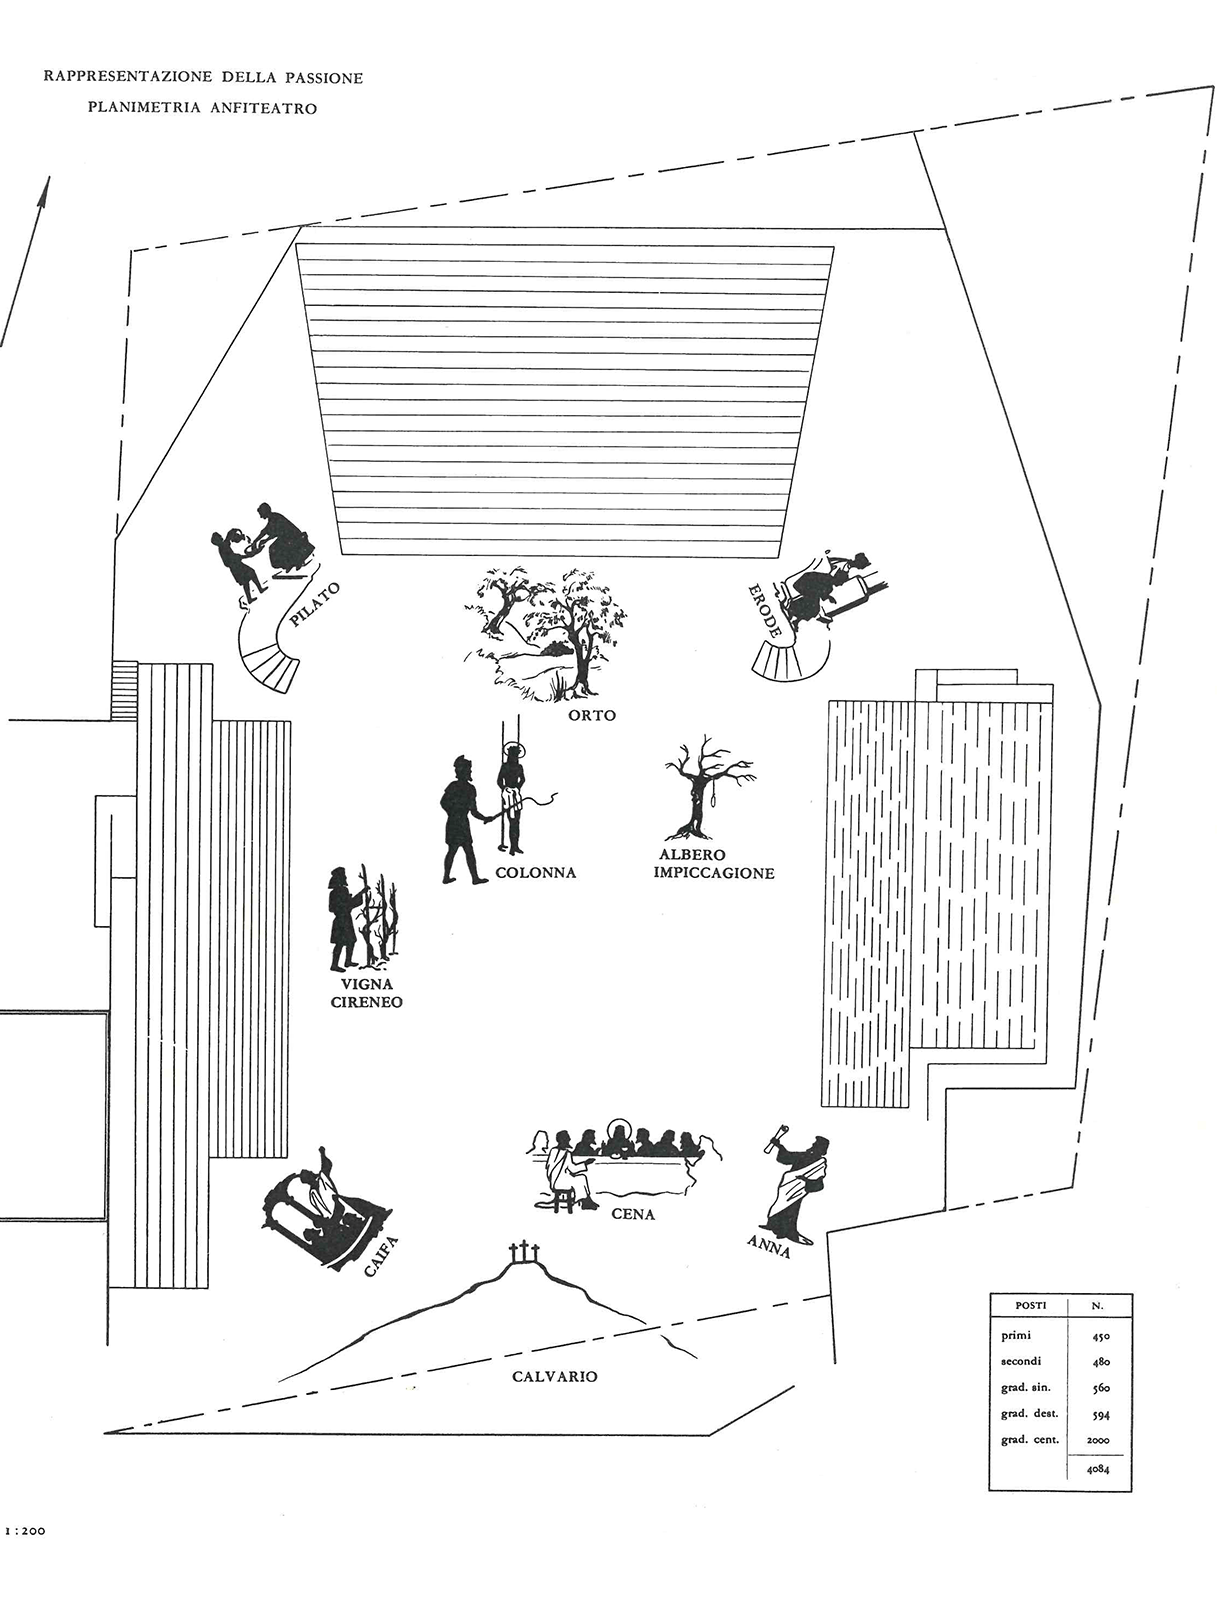 RAPPRESENTAZIONE DELLA PASSIONE
PLANIMETRIA ANFITEATRO
PILATO
ERODE
ORTO
COLONNA
ALBERO
IMPICCAGIONE
VIGNA
CIRENEO
CENA
ANNA
CAIFA
CALVARIO
POSTI N.
primi 450
secondi 480
grad. sin. 560
grad. dest. 594
grad. cent. 2000
4084
1:200